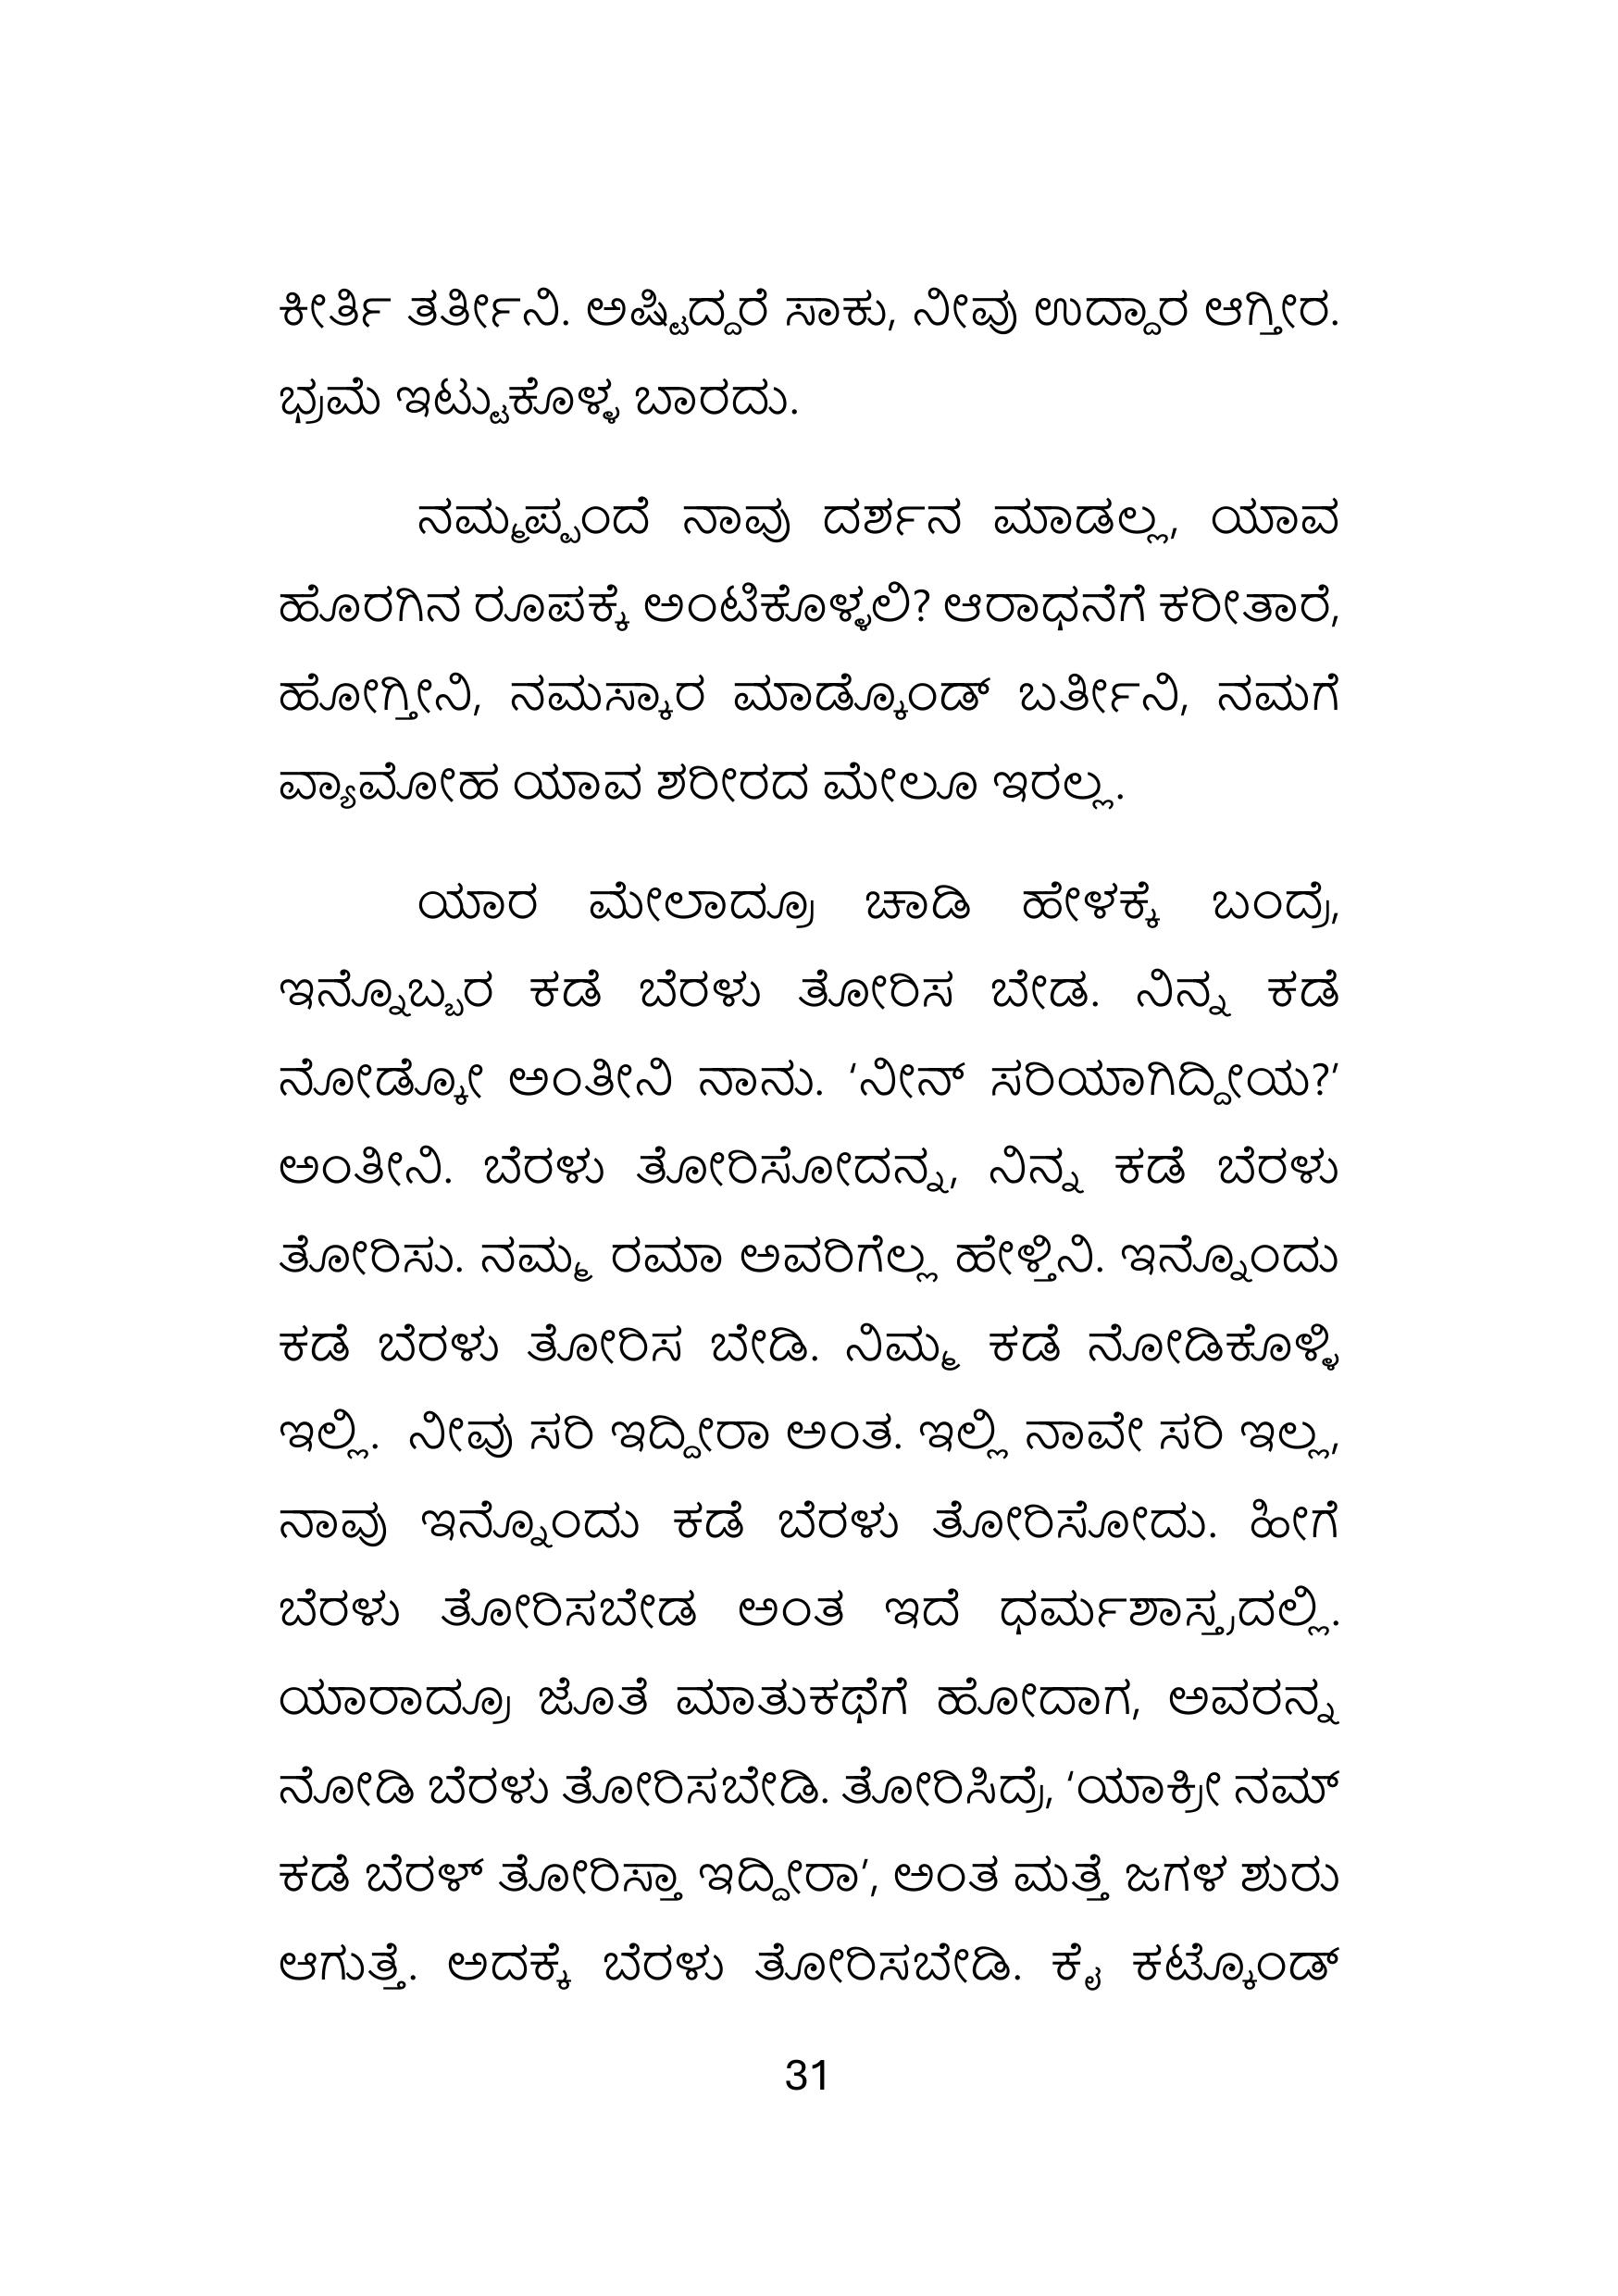 ಕೀರ್ತಿ ತರ್ತೀನಿ. ಅಷ್ಟಿದ್ದರೆ ಸಾಕು, ನೀವು ಉದ್ದಾರ ಆಗ್ತೀರ.
ಭ್ರಮೆ ಇಟ್ಟುಕೊಳ್ಳ ಬಾರದು.
ನಮ್ಮಪ್ಪಂದೆ ನಾವು ದರ್ಶನ ಮಾಡಲ್ಲ, ಯಾವ
ಹೊರಗಿನ ರೂಪಕ್ಕೆ ಅಂಟಿಕೊಳ್ಳಲಿ? ಆರಾಧನೆಗೆ ಕರೀತಾರೆ,
ಹೋಗ್ತೀನಿ, ನಮಸ್ಕಾರ ಮಾಡ್ಕೊಂಡ್ ಬರ್ತೀನಿ, ನಮಗೆ
ವ್ಯಾಮೋಹ ಯಾವ ಶರೀರದ ಮೇಲೂ ಇರಲ್ಲ.
ಯಾರ ಮೇಲಾದ್ರೂ ಚಾಡಿ ಹೇಳಕ್ಕೆ ಬಂದ್ರೆ,
ಇನ್ನೊಬ್ಬರ ಕಡೆ ಬೆರಳು ತೋರಿಸ ಬೇಡ. ನಿನ್ನ ಕಡೆ
ನೋಡ್ಕೋ ಅಂತೀನಿ ನಾನು. ‘ನೀನ್ ಸರಿಯಾಗಿದ್ದೀಯ?’
ಅಂತೀನಿ. ಬೆರಳು ತೋರಿಸೋದನ್ನ, ನಿನ್ನ ಕಡೆ ಬೆರಳು
ತೋರಿಸು. ನಮ್ಮ ರಮಾ ಅವರಿಗೆಲ್ಲ ಹೇಳ್ತಿನಿ. ಇನ್ನೊಂದು
ಕಡೆ ಬೆರಳು ತೋರಿಸ ಬೇಡಿ. ನಿಮ್ಮ ಕಡೆ ನೋಡಿಕೊಳ್ಳಿ
ಇಲ್ಲಿ. ನೀವು ಸರಿ ಇದ್ದೀರಾ ಅಂತ. ಇಲ್ಲಿ ನಾವೇ ಸರಿ ಇಲ್ಲ,
ನಾವು ಇನ್ನೊಂದು ಕಡೆ ಬೆರಳು ತೋರಿಸೋದು. ಹೀಗೆ
ಬೆರಳು ತೋರಿಸಬೇಡ ಅಂತ ಇದೆ ಧರ್ಮಶಾಸ್ತ್ರದಲ್ಲಿ.
ಯಾರಾದ್ರೂ ಜೊತೆ ಮಾತುಕಥೆಗೆ ಹೋದಾಗ, ಅವರನ್ನ
ನೋಡಿ ಬೆರಳು ತೋರಿಸಬೇಡಿ. ತೋರಿಸಿದ್ರೆ, ‘ಯಾಕ್ರೀ ನಮ್
ಕಡೆ ಬೆರಳ್ ತೋರಿಸ್ತಾ ಇದ್ದೀರಾ’, ಅಂತ ಮತ್ತೆ ಜಗಳ ಶುರು
ಆಗುತ್ತೆ. ಅದಕ್ಕೆ ಬೆರಳು ತೋರಿಸಬೇಡಿ. ಕೈ ಕಟ್ಕೊಂಡ್
31